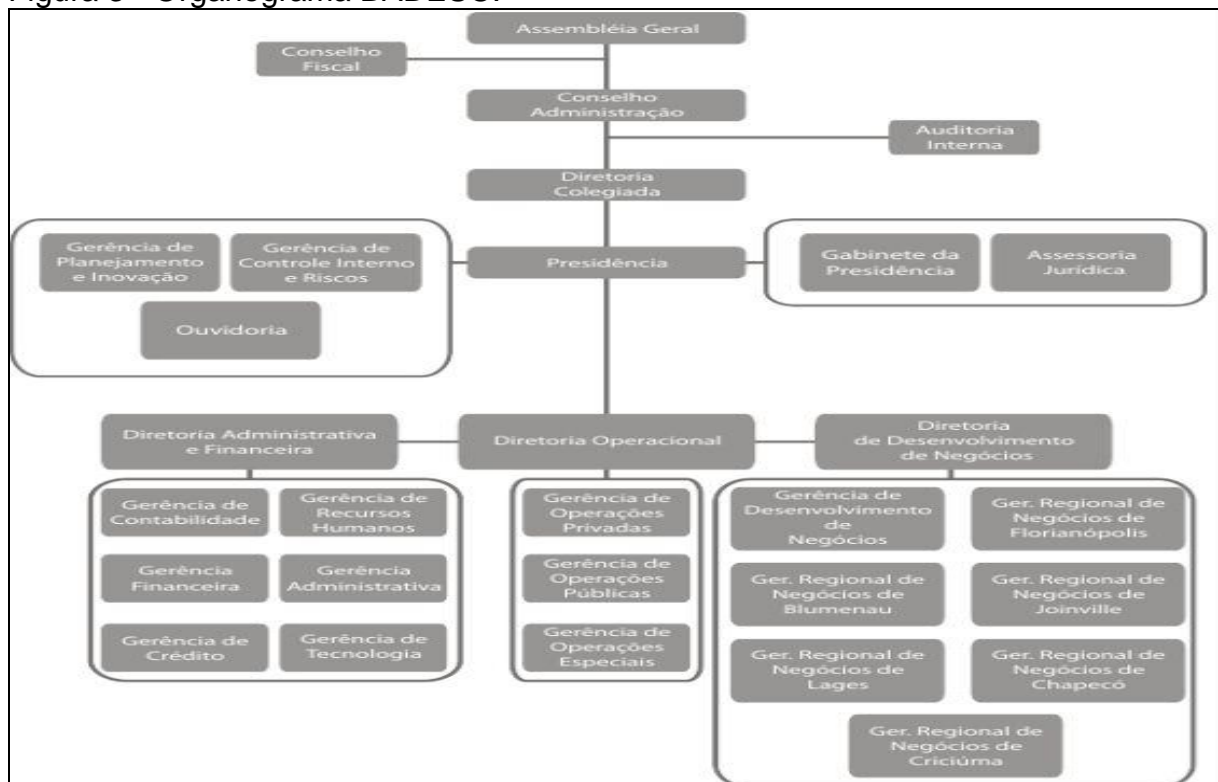 Assembléia Geral
Conselho
Fiscal
Conselho
Administração
Auditoria
Interna
Diretoria
Colegiada
Gerência de
Planejamento
e Inovação
Gerência de
Controle Interno
e Riscos
Ouvidoria
Presidência
Gabinete da
Presidência
Assessoria
Jurídica
Diretoria Administrativa
e Financeira
Diretoria Operacional
Diretoria
de Desenvolvimento
de Negócios
Gerência de
Contabilidade
Gerência de
Recursos
Humanos
Gerência
Financeira
Gerência
Administrativa
Gerência de
Crédito
Gerência de
Tecnologia
Gerência de
Operações
Privadas
Gerência de
Operações
Públicas
Gerência de
Operações
Especiais
Gerência de
Desenvolvimento
de
Negócios
Ger. Regional de
Negócios de
Florianópolis
Ger. Regional de
Negócios de
Blumenau
Ger. Regional de
Negócios de
Joinville
Ger. Regional de
Negócios de
Lages
Ger. Regional de
Negócios de
Chapecó
Ger. Regional de
Negócios de
Criciúma